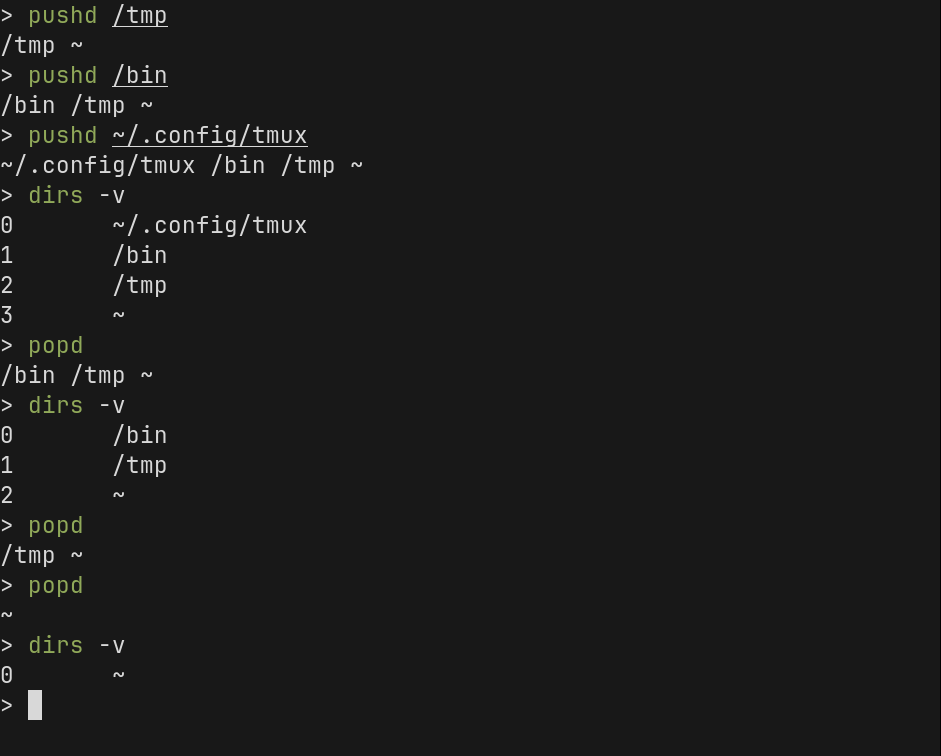 > pushd /tmp
/tmp ~
> pushd /bin
/bin /tmp ~
> pushd ~/.config/tmux
~/.config/tmux /bin /tmp ~
> dirs -v
0       ~/.config/tmux
1       /bin
2       /tmp
3       ~
> popd
/bin /tmp ~
> dirs -v
0       /bin
1       /tmp
2       ~
> popd
/tmp ~
> popd
~
> dirs -v
0       ~
>